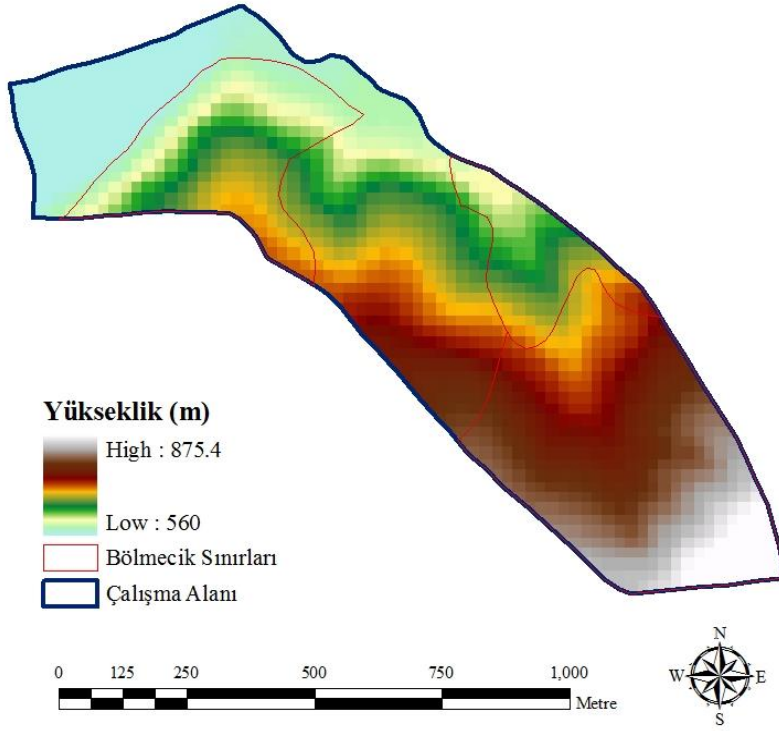 Yükseklik (m)
High : 875.4
Low : 560
Bölmecik Sınırları
Çalışma Alanı
0 125 250 500 750 1,000
Metre
N
W E
S